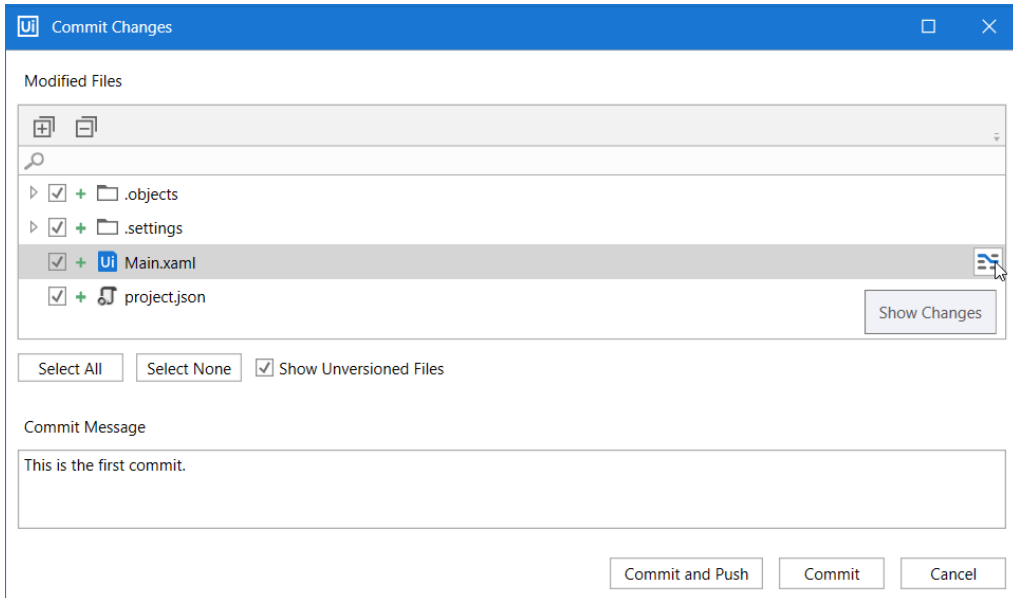 Ui Commit Changes
Modified Files
.objects
.settings
Ui Main.xaml
project.json
Show Changes
Select All Select None Show Unversioned Files
Commit Message
This is the first commit.
Commit and Push Commit Cancel